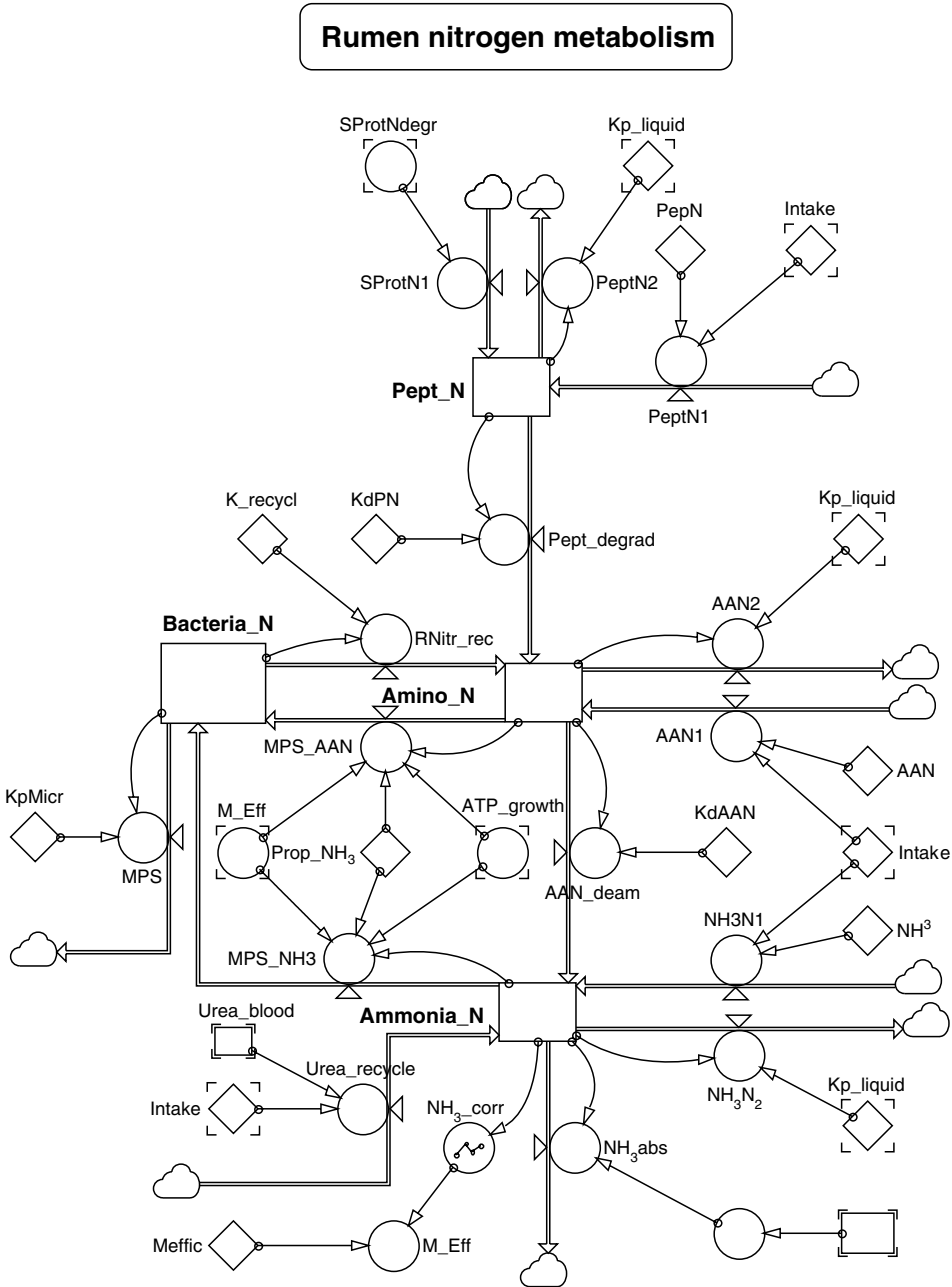 Rumen nitrogen metabolism
SProtNdegr
Kp_liquid
PepN
Intake
SProtN1
PeptN2
Pept_N
PeptN1
K_recycl
KdPN
Kp_liquid
Pept_degrad
AAN2
Bacteria_N
RNitr_rec
Amino_N
MPS_AAN
AAN1
AAN
KpMicr
M_Eff
ATP_growth
KdAAN
Prop_NH₃
Intake
MPS
AAN_deam
NH3N1
NH³
MPS_NH3
Urea_blood
Ammonia_N
Urea_recycle
Intake
NH₃_corr
NH₃N₂
Kp_liquid
NH₃abs
Meffic
M_Eff